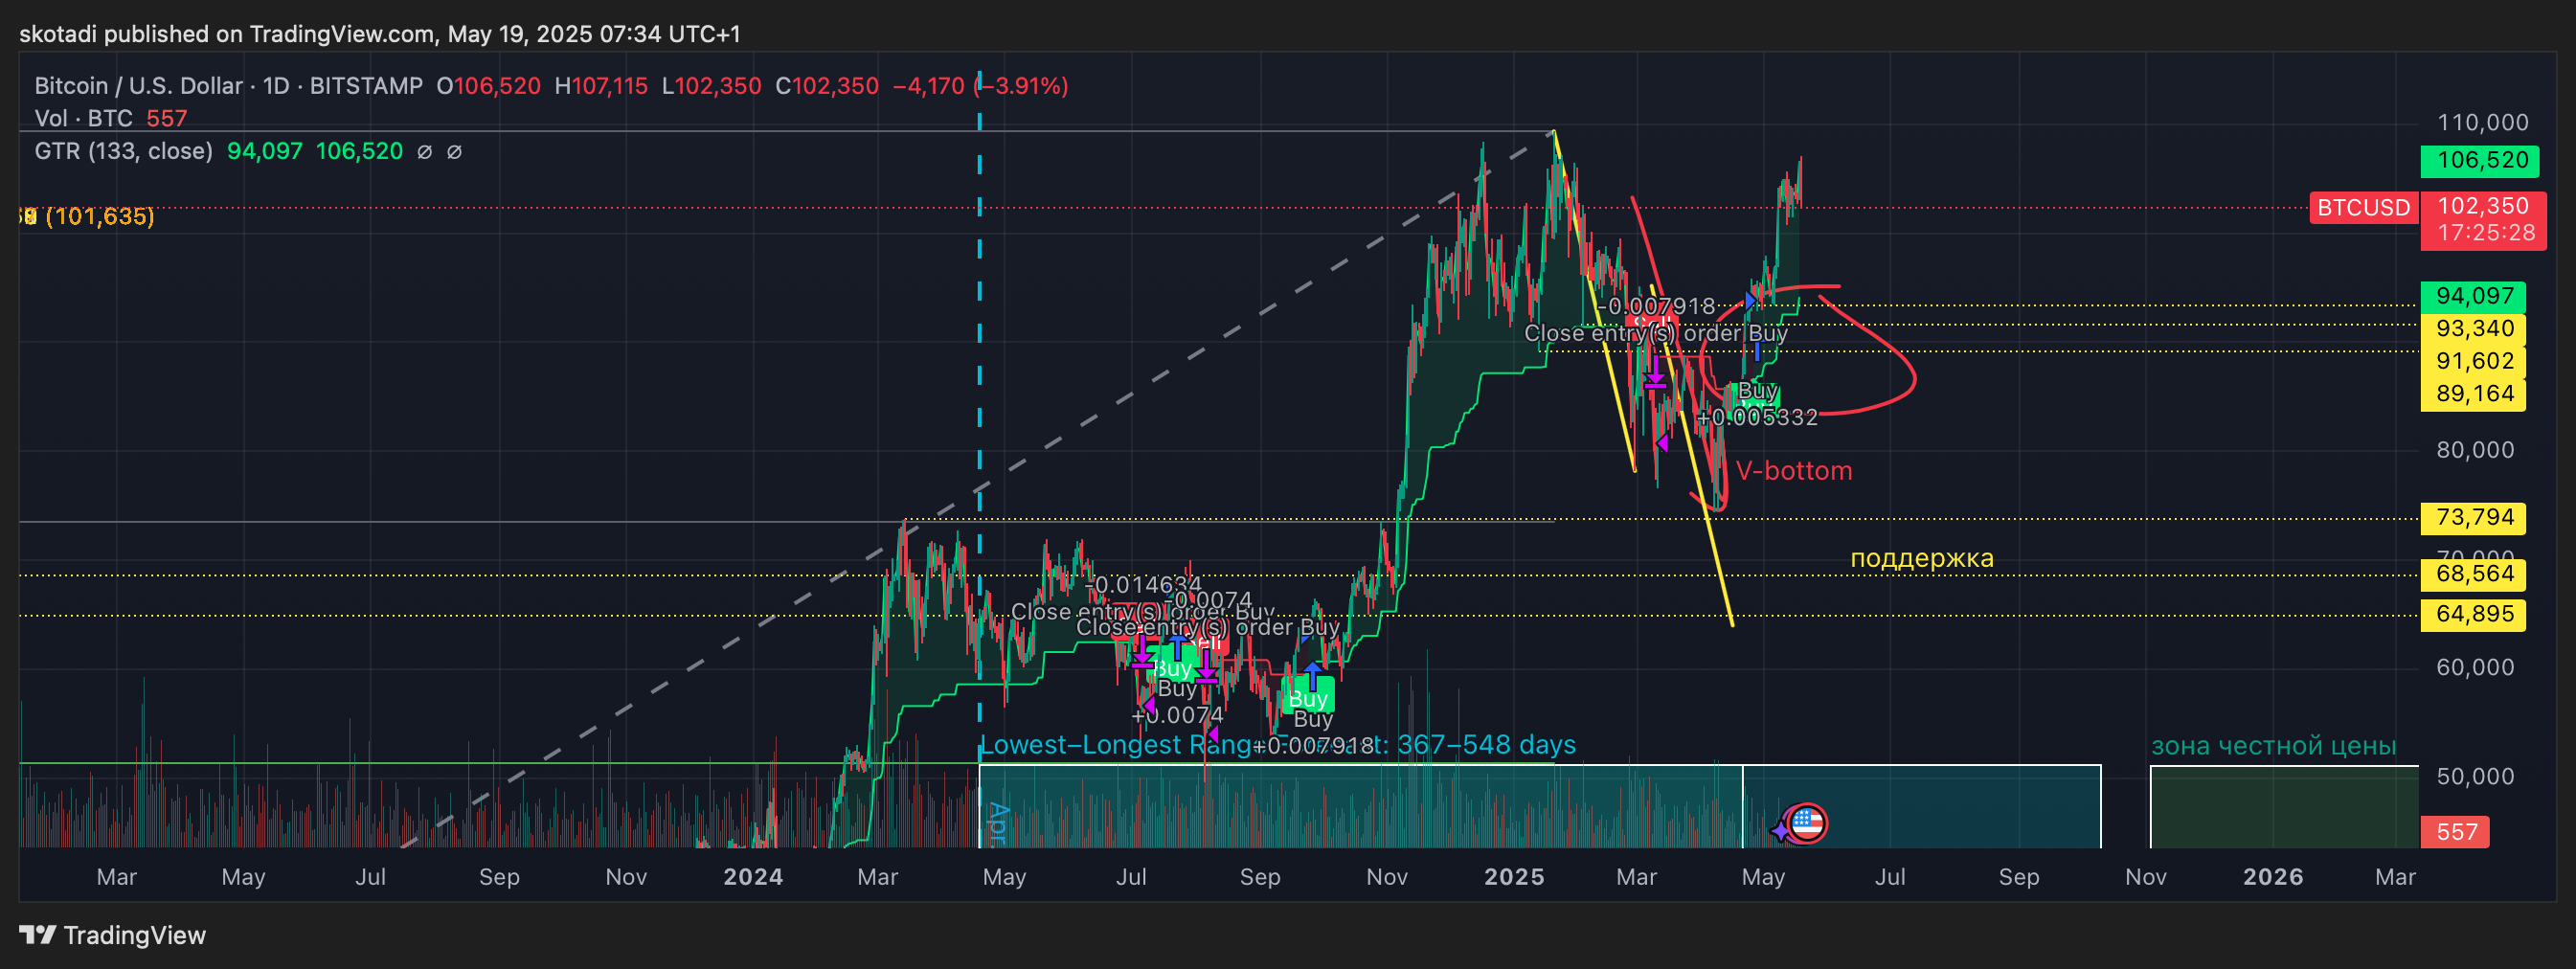 skotadi published on TradingView.com, May 19, 2025 07:34 UTC+1
Bitcoin / U.S. Dollar · 1D · BITSTAMP O106,520 H107,115 L102,350 C102,350 −4,170 (−3.91%)
Vol · BTC 557
GTR (133, close) 94,097 106,520 ∅ ∅
(101,635)
110,000
106,520
BTCUSD 102,350
17:25:28
94,097
93,340
91,602
89,164
80,000
73,794
70,000
68,564
64,895
60,000
50,000
557
-0.007918
Sell
Close entry(s) order Buy
Buy
+0.005332
V-bottom
поддержка
-0.014634
-0.0074
Close entry(s) order Buy
Close entry(s) order Buy
Sell
Buy
Buy
+0.0074
Buy
Buy
+0.007918
Lowest–Longest Range t: 367–548 days
зона честной цены
Apr.
Mar May Jul Sep Nov 2024 Mar May Jul Sep Nov 2025 Mar May Jul Sep Nov 2026 Mar
TradingView